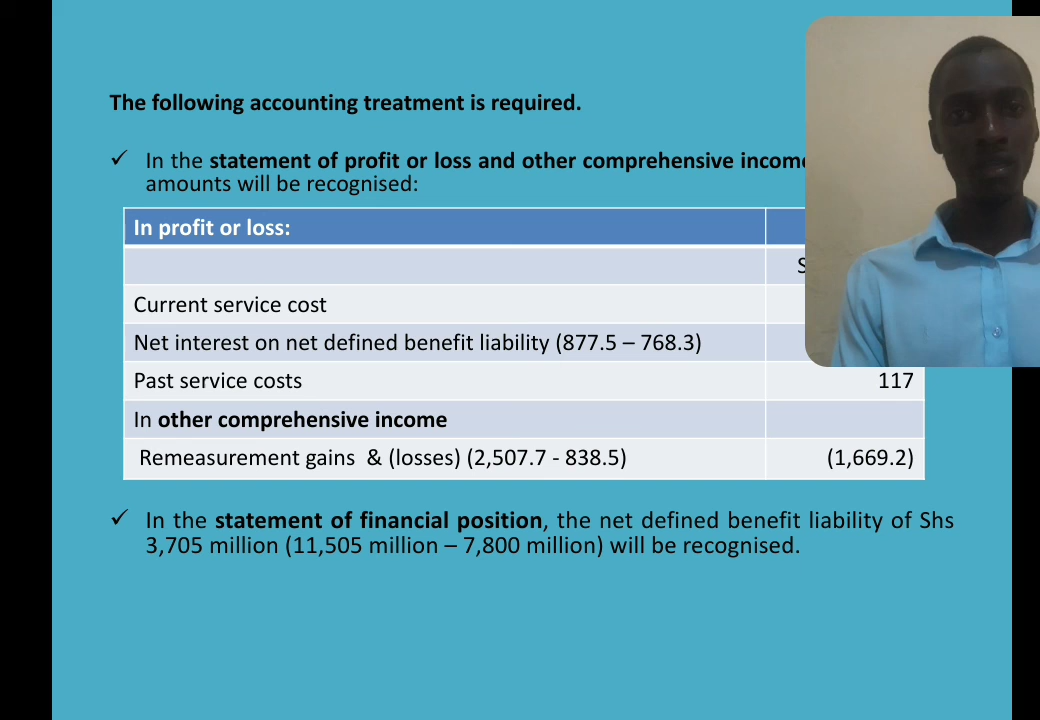 The following accounting treatment is required.
✓ In the statement of profit or loss and other comprehensive income
amounts will be recognised:
In profit or loss:
S
Current service cost
Net interest on net defined benefit liability (877.5 – 768.3)
Past service costs 117
In other comprehensive income
Remeasurement gains & (losses) (2,507.7 - 838.5) (1,669.2)
✓ In the statement of financial position, the net defined benefit liability of Shs
3,705 million (11,505 million – 7,800 million) will be recognised.